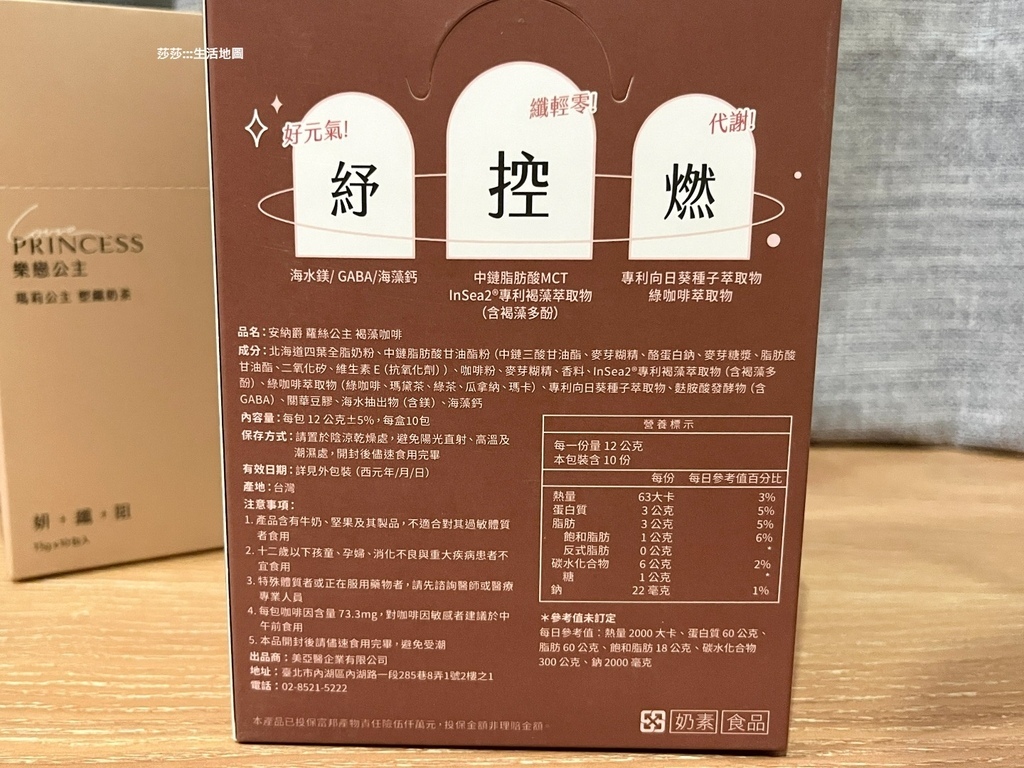 莎莎:::生活地圖
Love
PRINCESS
樂戀公主
瑪莉公主 塑纖奶茶
15g x 10包入
好元氣!
纖輕零!
代謝!
紓
控
燃
海水鎂/ GABA/海藻鈣
中鏈脂肪酸MCT
InSea2®專利褐藻萃取物
(含褐藻多酚)
專利向日葵種子萃取物
綠咖啡萃取物
品名:安納爵 蘿絲公主 褐藻咖啡
成分:北海道四葉全脂奶粉、中鏈脂肪酸甘油酯粉(中鏈三酸甘油酯、麥芽糊精、酪蛋白鈉、麥芽糖漿、脂肪酸
甘油酯、二氧化矽、維生素E(抗氧化劑))、咖啡粉、麥芽糊精、香料、InSea2®專利褐藻萃取物(含褐藻多
酚)、綠咖啡萃取物(綠咖啡、瑪黛茶、綠茶、瓜拿納、瑪卡)、專利向日葵種子萃取物、麩胺酸發酵物(含
GABA)、關華豆膠、海水抽出物(含鎂)、海藻鈣
內容量:每包12公克±5%,每盒10包
保存方式:請置於陰涼乾燥處,避免陽光直射、高溫及
潮濕處,開封後儘速食用完畢
有效日期:詳見外包裝(西元年/月/日)
產地:台灣
注意事項:
1. 產品含有牛奶、堅果及其製品,不適合對其過敏體質
者食用
2. 十二歲以下孩童、孕婦、消化不良與重大疾病患者不
宜食用
3. 特殊體質者或正在服用藥物者,請先諮詢醫師或醫療
專業人員
4. 每包咖啡因含量73.3mg,對咖啡因敏感者建議於中
午前食用
5. 本品開封後請儘速食用完畢,避免受潮
出品商:美亞醫企業有限公司
地址:臺北市內湖區內湖路一段285巷8弄1號2樓之1
電話:02-8521-5222
本產品已投保富邦產物責任險伍仟萬元,投保金額非理賠金額。
營養標示
每一份量12公克
本包裝含10份
每份 每日參考值百分比
熱量 63大卡 3%
蛋白質 3公克 5%
脂肪 3公克 5%
飽和脂肪 1公克 6%
反式脂肪 0公克 *
碳水化合物 6公克 2%
糖 1公克 *
鈉 22毫克 1%
＊參考值未訂定
每日參考值:熱量2000大卡、蛋白質60公克、
脂肪60公克、飽和脂肪18公克、碳水化合物
300公克、鈉2000毫克
奶素 食品